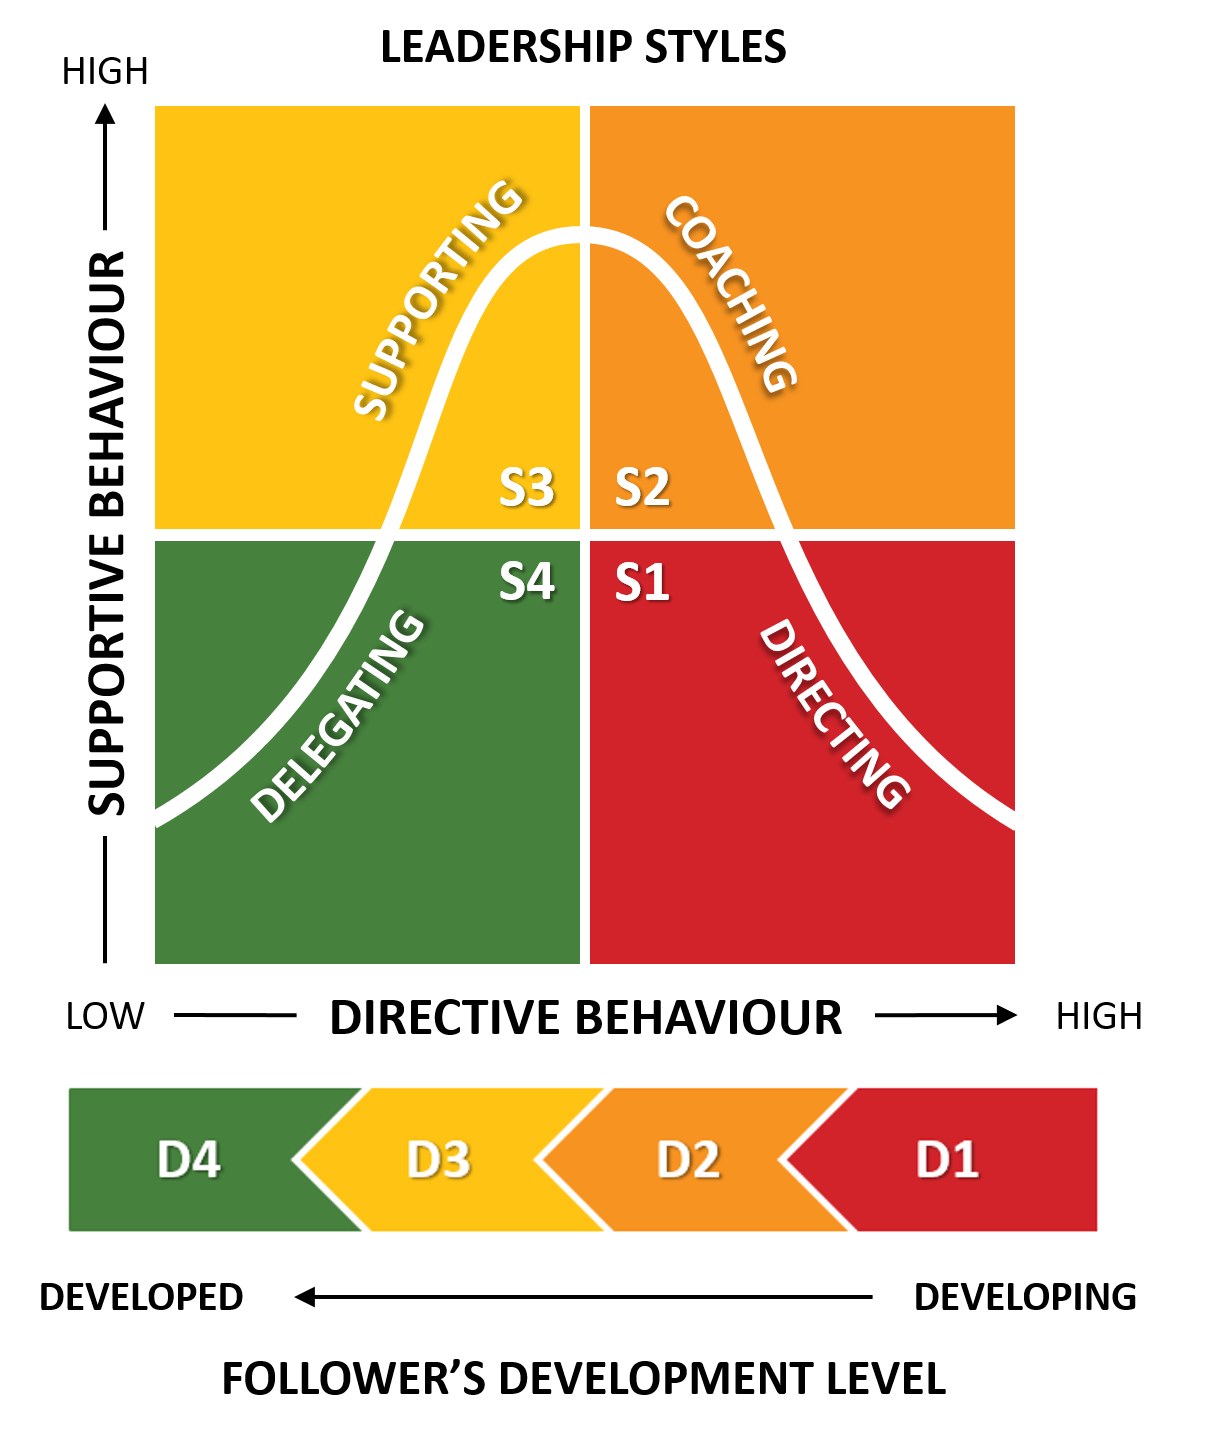 LEADERSHIP STYLES
HIGH
SUPPORTIVE BEHAVIOUR
SUPPORTING
COACHING
S3
S2
S4
S1
DELEGATING
DIRECTING
LOW
DIRECTIVE BEHAVIOUR
HIGH
D4
D3
D2
D1
DEVELOPED
DEVELOPING
FOLLOWER’S DEVELOPMENT LEVEL